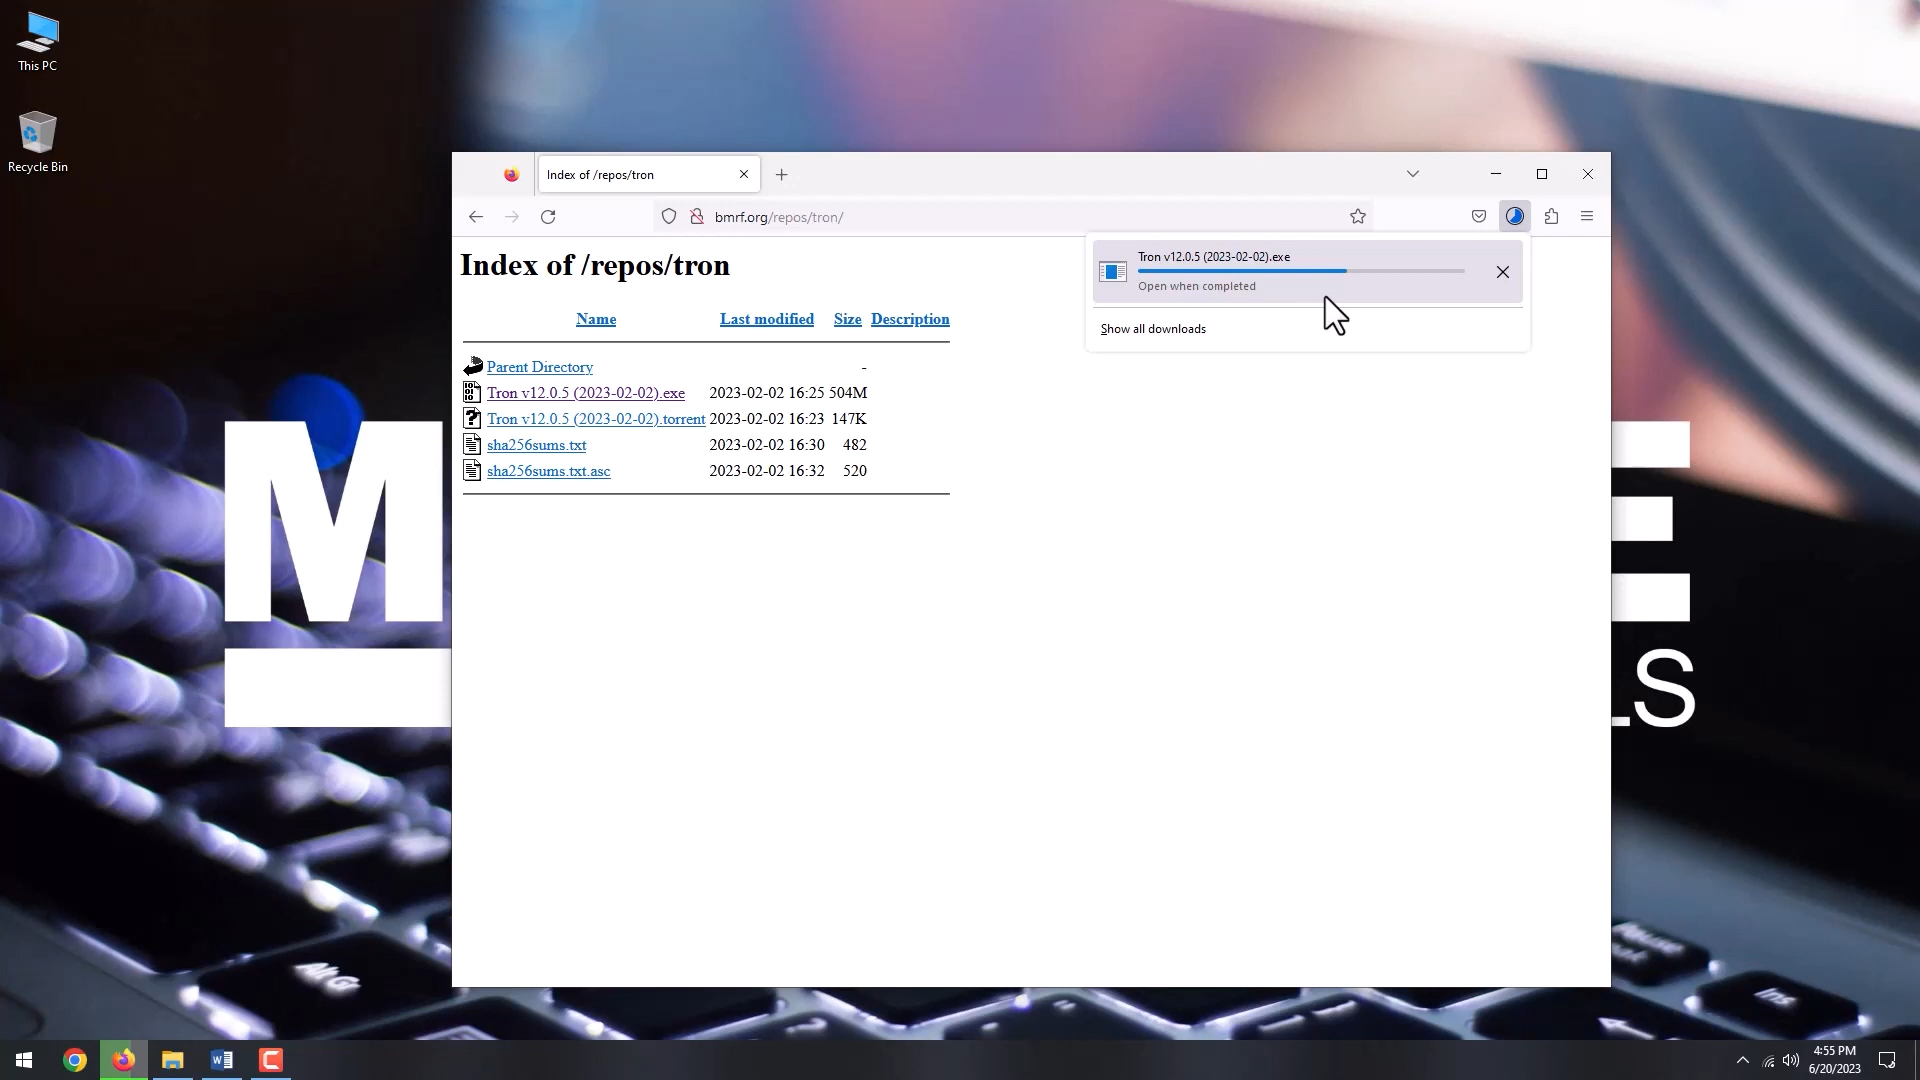 This PC
Recycle Bin
Index of /repos/tron
bmrf.org/repos/tron/
Tron v12.0.5 (2023-02-02).exe
Open when completed
Show all downloads
Index of /repos/tron
Name Last modified Size Description
Parent Directory -
Tron v12.0.5 (2023-02-02).exe 2023-02-02 16:25 504M
Tron v12.0.5 (2023-02-02).torrent 2023-02-02 16:23 147K
sha256sums.txt 2023-02-02 16:30 482
sha256sums.txt.asc 2023-02-02 16:32 520
M E
LS
Alt Gr
Pause
Ins
4:55 PM
6/20/2023